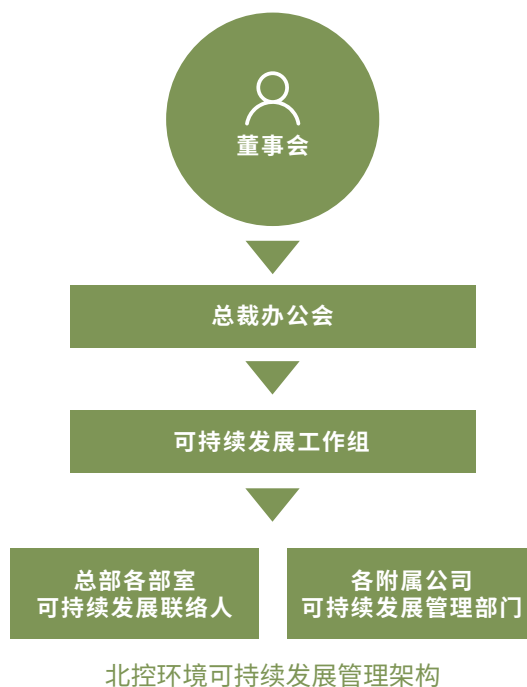 董事会
总裁办公会
可持续发展工作组
总部各部室
可持续发展联络人
各附属公司
可持续发展管理部门
北控环境可持续发展管理架构